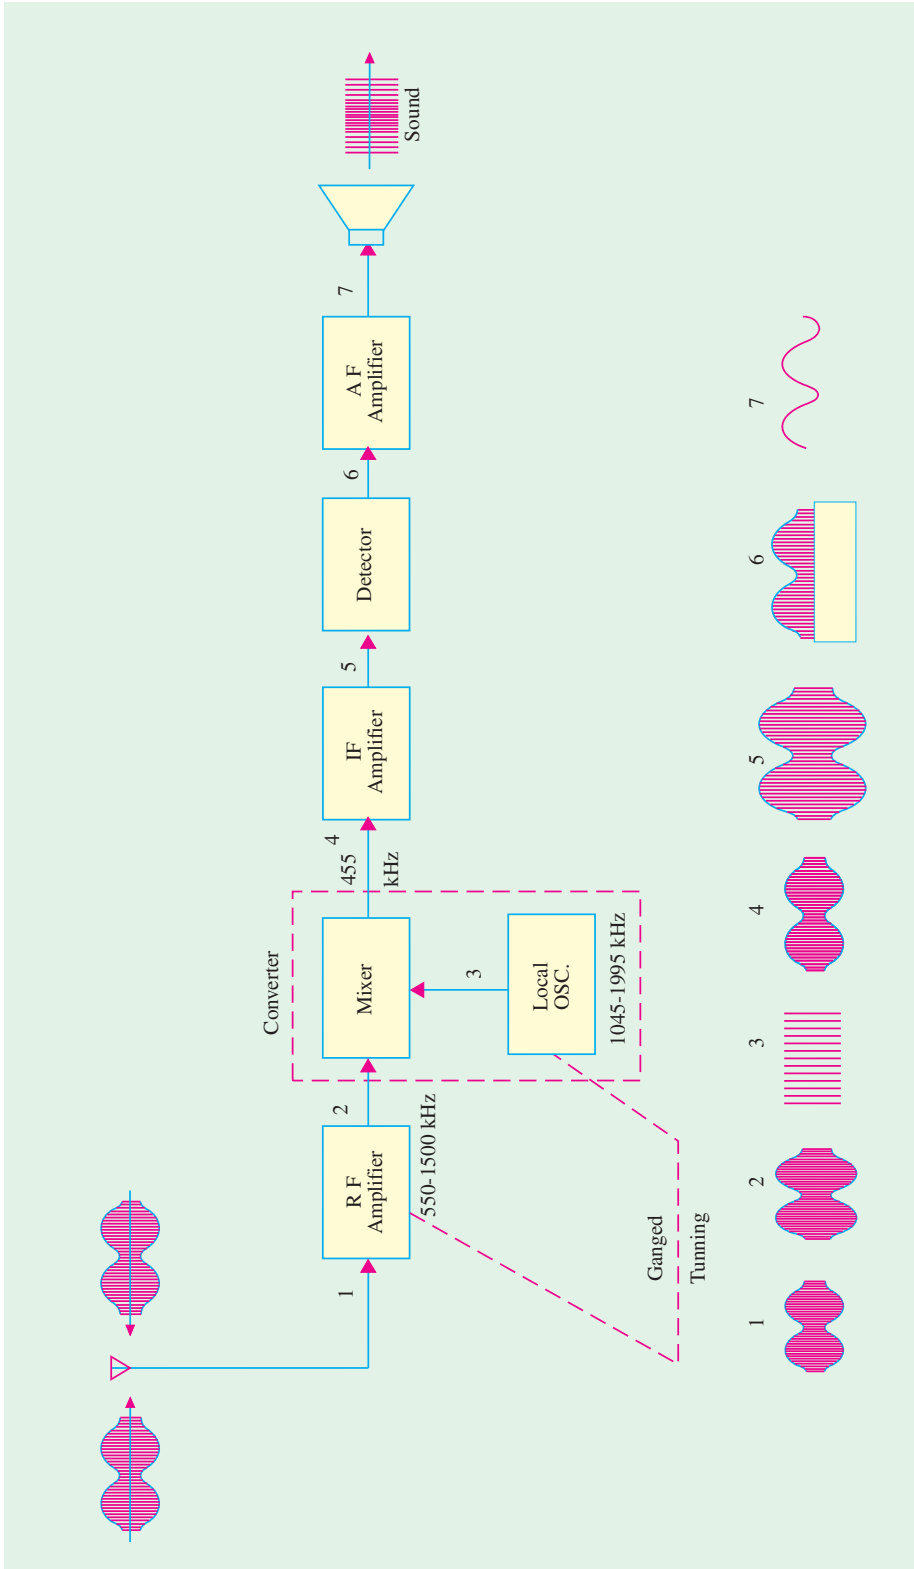 1
R F
Amplifier
550-1500 kHz
2
Converter
Mixer
3
Local
OSC.
1045-1995 kHz
Ganged
Tunning
4
455
kHz
IF
Amplifier
5
Detector
6
A F
Amplifier
7
Sound
1
2
3
4
5
6
7